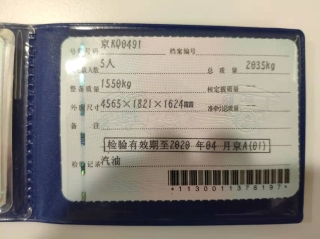 号牌号码 京KQ0491 档案编号
核定载人数 5人 总质量 2035kg
整备质量 1550kg 核定载质量 --
外廓尺寸 4565×1821×1624mm 准牵引总质量 --
备注
检验有效期至2020 年04 月京A(01)
检验记录 汽油
*1130011378197*